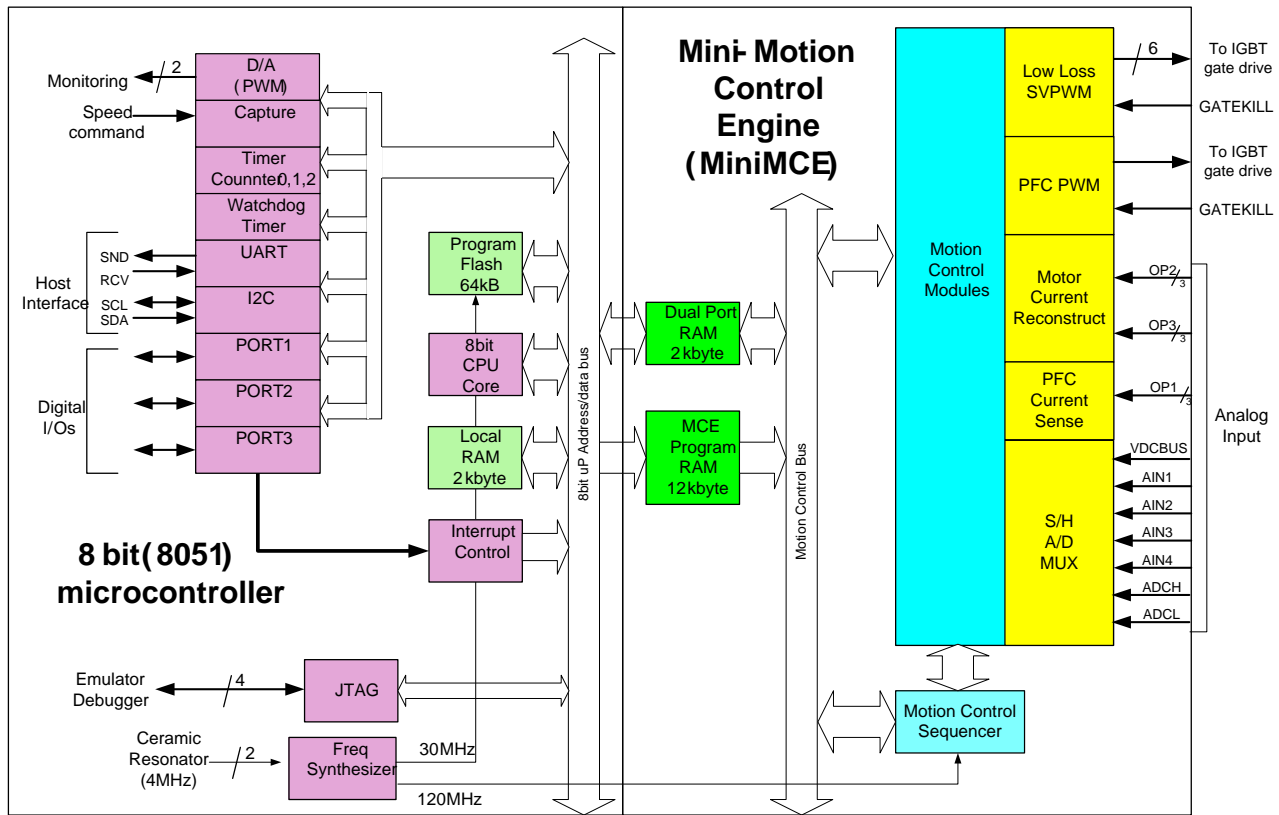 Monitoring
2
D/A
(PWM)
Speed
command
Capture
Timer
Counnter0,1,2
Watchdog
Timer
Host
Interface
SND
RCV
UART
SCL
SDA
I2C
Digital
I/Os
PORT1
PORT2
PORT3
Program
Flash
64kB
8bit
CPU
Core
Local
RAM
2kbyte
Interrupt
Control
8 bit(8051)
microcontroller
Emulator
Debugger
4
JTAG
Ceramic
Resonator
(4MHz)
2
Freq
Synthesizer
30MHz
120MHz
8bit uP Address/data bus
Mini-Motion
Control
Engine
(MiniMCE)
Dual Port
RAM
2kbyte
MCE
Program
RAM
12kbyte
Motion Control Bus
Motion
Control
Modules
Motion Control
Sequencer
Low Loss
SVPWM
6
To IGBT
gate drive
GATEKILL
PFC PWM
To IGBT
gate drive
GATEKILL
Motor
Current
Reconstruct
OP2
3
OP3
3
PFC
Current
Sense
OP1
3
S/H
A/D
MUX
VDCBUS
AIN1
AIN2
AIN3
AIN4
ADCH
ADCL
Analog
Input